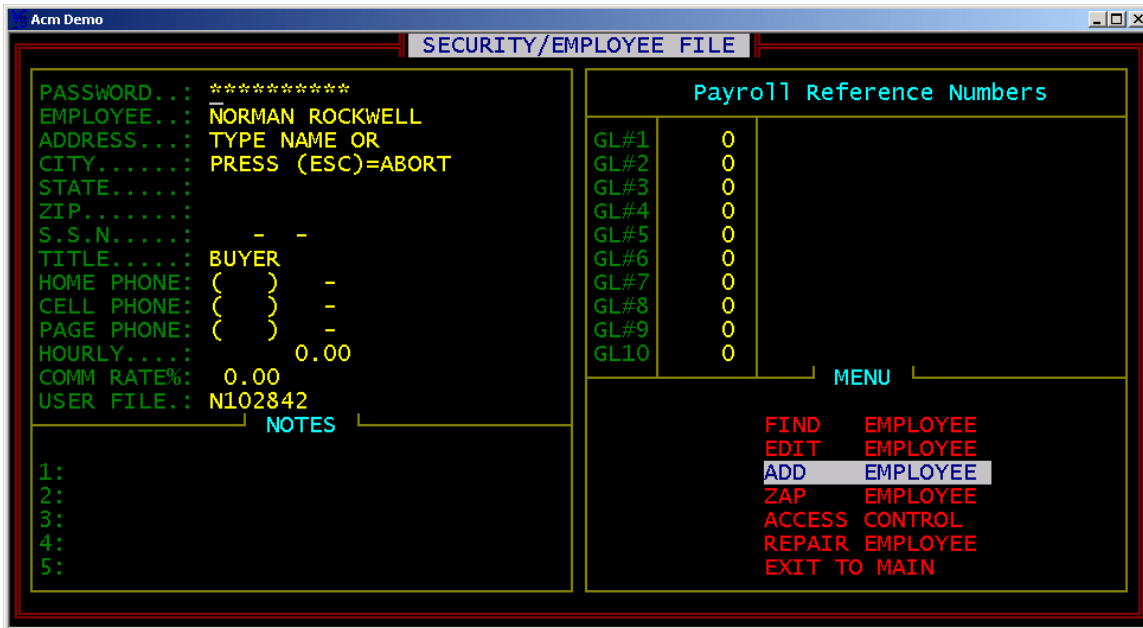 Acm Demo
SECURITY/EMPLOYEE FILE
PASSWORD..: **********
EMPLOYEE..: NORMAN ROCKWELL
ADDRESS...: TYPE NAME OR
CITY......: PRESS (ESC)=ABORT
STATE.....:
ZIP.......:
S.S.N.....: - -
TITLE.....: BUYER
HOME PHONE: ( ) -
CELL PHONE: ( ) -
PAGE PHONE: ( ) -
HOURLY....: 0.00
COMM RATE%: 0.00
USER FILE.: N102842
NOTES
1:
2:
3:
4:
5:
Payroll Reference Numbers
GL#1 0
GL#2 0
GL#3 0
GL#4 0
GL#5 0
GL#6 0
GL#7 0
GL#8 0
GL#9 0
GL10 0
MENU
FIND EMPLOYEE
EDIT EMPLOYEE
ADD EMPLOYEE
ZAP EMPLOYEE
ACCESS CONTROL
REPAIR EMPLOYEE
EXIT TO MAIN